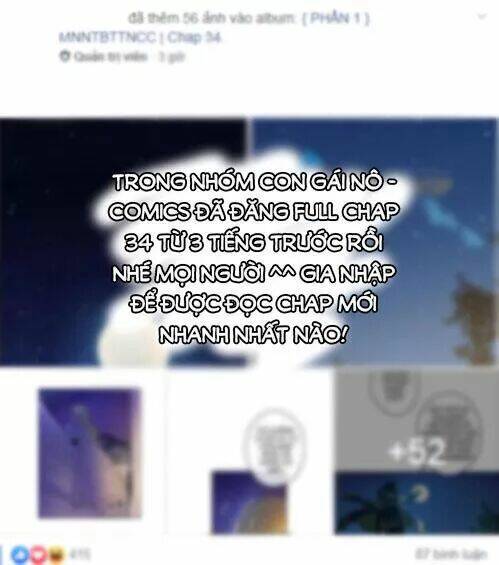 đã thêm 56 ảnh vào album: ( PHẦN 1 )
MNNTBTTNCC | Chap 34.
Quản trị viên · 3 giờ
TRONG NHÓM CON GÁI NÔ -
COMICS ĐÃ ĐĂNG FULL CHAP
34 TỪ 3 TIẾNG TRƯỚC RỒI
NHÉ MỌI NGƯỜI ^^ GIA NHẬP
ĐỂ ĐƯỢC ĐỌC CHAP MỚI
NHANH NHẤT NÀO!
+52
415
87 bình luận